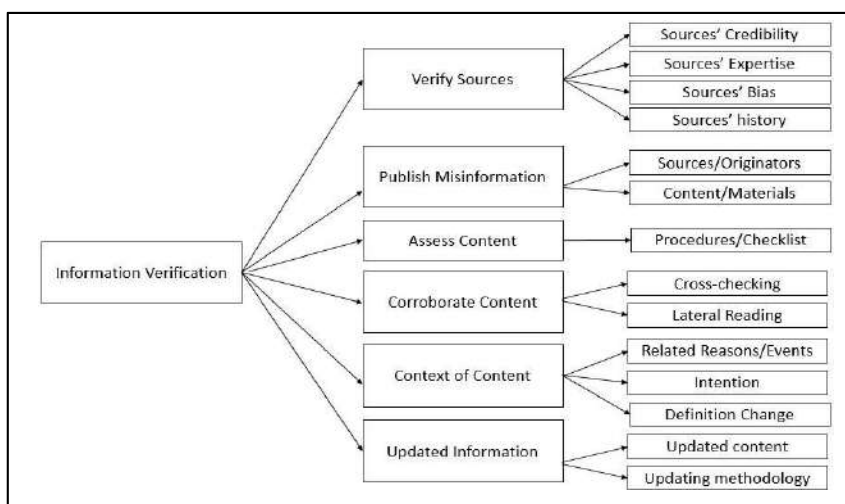 Information Verification
Verify Sources
Sources' Credibility
Sources' Expertise
Sources' Bias
Sources' history
Publish Misinformation
Sources/Originators
Content/Materials
Assess Content
Procedures/Checklist
Corroborate Content
Cross-checking
Lateral Reading
Context of Content
Related Reasons/Events
Intention
Definition Change
Updated Information
Updated content
Updating methodology